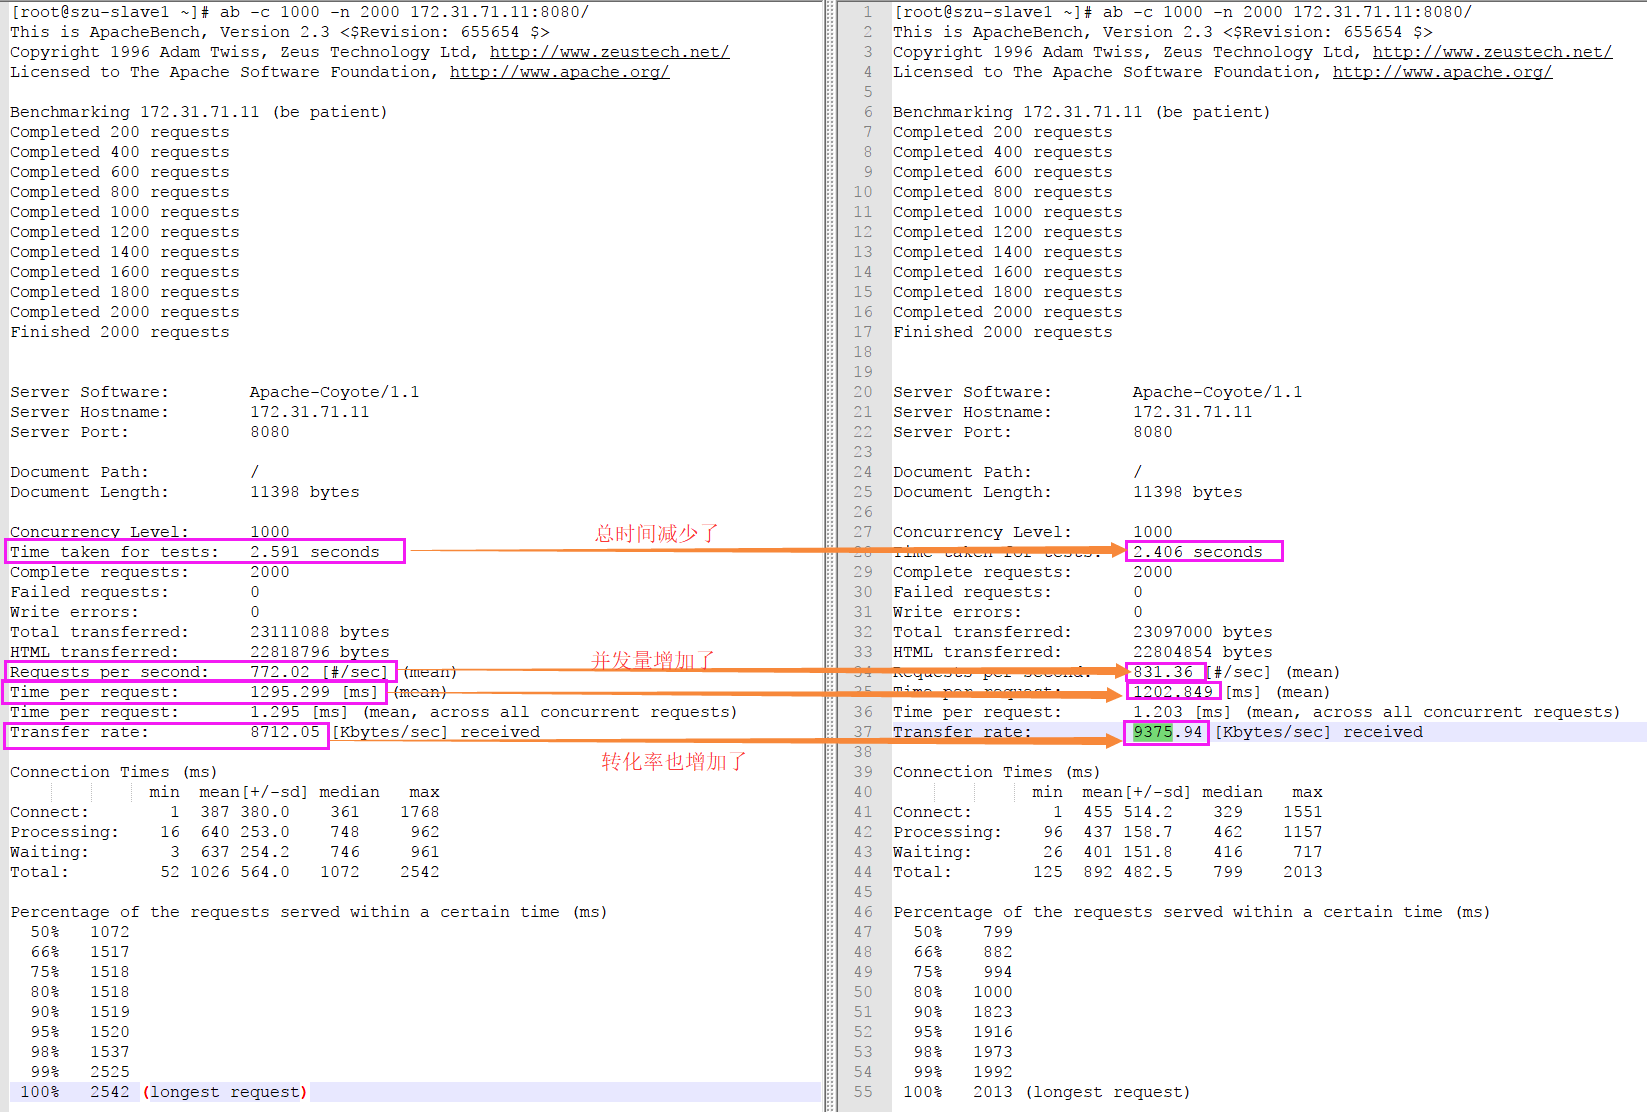 [root@szu-slave1 ~]# ab -c 1000 -n 2000 172.31.71.11:8080/
This is ApacheBench, Version 2.3 <$Revision: 655654 $>
Copyright 1996 Adam Twiss, Zeus Technology Ltd, http://www.zeustech.net/
Licensed to The Apache Software Foundation, http://www.apache.org/
Benchmarking 172.31.71.11 (be patient)
Completed 200 requests
Completed 400 requests
Completed 600 requests
Completed 800 requests
Completed 1000 requests
Completed 1200 requests
Completed 1400 requests
Completed 1600 requests
Completed 1800 requests
Completed 2000 requests
Finished 2000 requests
Server Software: Apache-Coyote/1.1
Server Hostname: 172.31.71.11
Server Port: 8080
Document Path: /
Document Length: 11398 bytes
Concurrency Level: 1000
Time taken for tests: 2.591 seconds
Complete requests: 2000
Failed requests: 0
Write errors: 0
Total transferred: 23111088 bytes
HTML transferred: 22818796 bytes
Requests per second: 772.02 [#/sec] (mean)
Time per request: 1295.299 [ms] (mean)
Time per request: 1.295 [ms] (mean, across all concurrent requests)
Transfer rate: 8712.05 [Kbytes/sec] received
Connection Times (ms)
min mean[+/-sd] median max
Connect: 1 387 380.0 361 1768
Processing: 16 640 253.0 748 962
Waiting: 3 637 254.2 746 961
Total: 52 1026 564.0 1072 2542
Percentage of the requests served within a certain time (ms)
50% 1072
66% 1517
75% 1518
80% 1518
90% 1519
95% 1520
98% 1537
99% 2525
100% 2542 (longest request)
总时间减少了
并发量增加了
转化率也增加了
1 [root@szu-slave1 ~]# ab -c 1000 -n 2000 172.31.71.11:8080/
2 This is ApacheBench, Version 2.3 <$Revision: 655654 $>
3 Copyright 1996 Adam Twiss, Zeus Technology Ltd, http://www.zeustech.net/
4 Licensed to The Apache Software Foundation, http://www.apache.org/
5
6 Benchmarking 172.31.71.11 (be patient)
7 Completed 200 requests
8 Completed 400 requests
9 Completed 600 requests
10 Completed 800 requests
11 Completed 1000 requests
12 Completed 1200 requests
13 Completed 1400 requests
14 Completed 1600 requests
15 Completed 1800 requests
16 Completed 2000 requests
17 Finished 2000 requests
18
19
20 Server Software: Apache-Coyote/1.1
21 Server Hostname: 172.31.71.11
22 Server Port: 8080
23
24 Document Path: /
25 Document Length: 11398 bytes
26
27 Concurrency Level: 1000
28 Time taken for tests: 2.406 seconds
29 Complete requests: 2000
30 Failed requests: 0
31 Write errors: 0
32 Total transferred: 23097000 bytes
33 HTML transferred: 22804854 bytes
34 Requests per second: 831.36 [#/sec] (mean)
35 Time per request: 1202.849 [ms] (mean)
36 Time per request: 1.203 [ms] (mean, across all concurrent requests)
37 Transfer rate: 9375.94 [Kbytes/sec] received
38
39 Connection Times (ms)
40 min mean[+/-sd] median max
41 Connect: 1 455 514.2 329 1551
42 Processing: 96 437 158.7 462 1157
43 Waiting: 26 401 151.8 416 717
44 Total: 125 892 482.5 799 2013
45
46 Percentage of the requests served within a certain time (ms)
47 50% 799
48 66% 882
49 75% 994
50 80% 1000
51 90% 1823
52 95% 1916
53 98% 1973
54 99% 1992
55 100% 2013 (longest request)